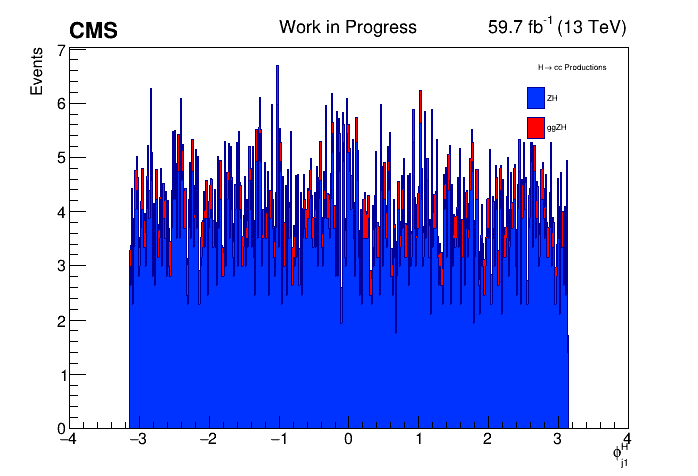 CMS Work in Progress 59.7 fb-1 (13 TeV)
Events
7
6
5
4
3
2
1
0
H → cc Productions
ZH
ggZH
−4 −3 −2 −1 0 1 2 3 4
ϕ^H_j1